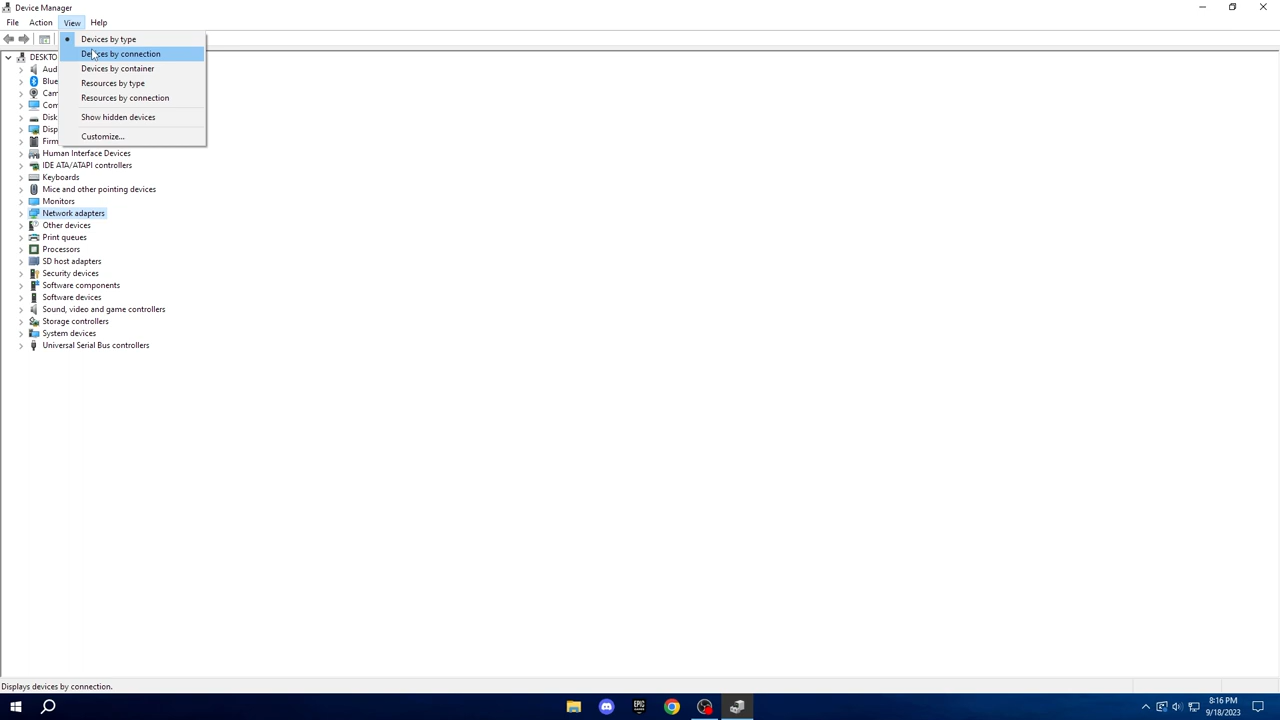 Device Manager
File Action View Help
Devices by type
Devices by connection
Devices by container
Resources by type
Resources by connection
Show hidden devices
Customize...
DESKTO
Aud
Blue
Cam
Com
Disk
Disp
Firm
Human Interface Devices
IDE ATA/ATAPI controllers
Keyboards
Mice and other pointing devices
Monitors
Network adapters
Other devices
Print queues
Processors
SD host adapters
Security devices
Software components
Software devices
Sound, video and game controllers
Storage controllers
System devices
Universal Serial Bus controllers
Displays devices by connection.
EPIC
GAMES
8:16 PM
9/18/2023